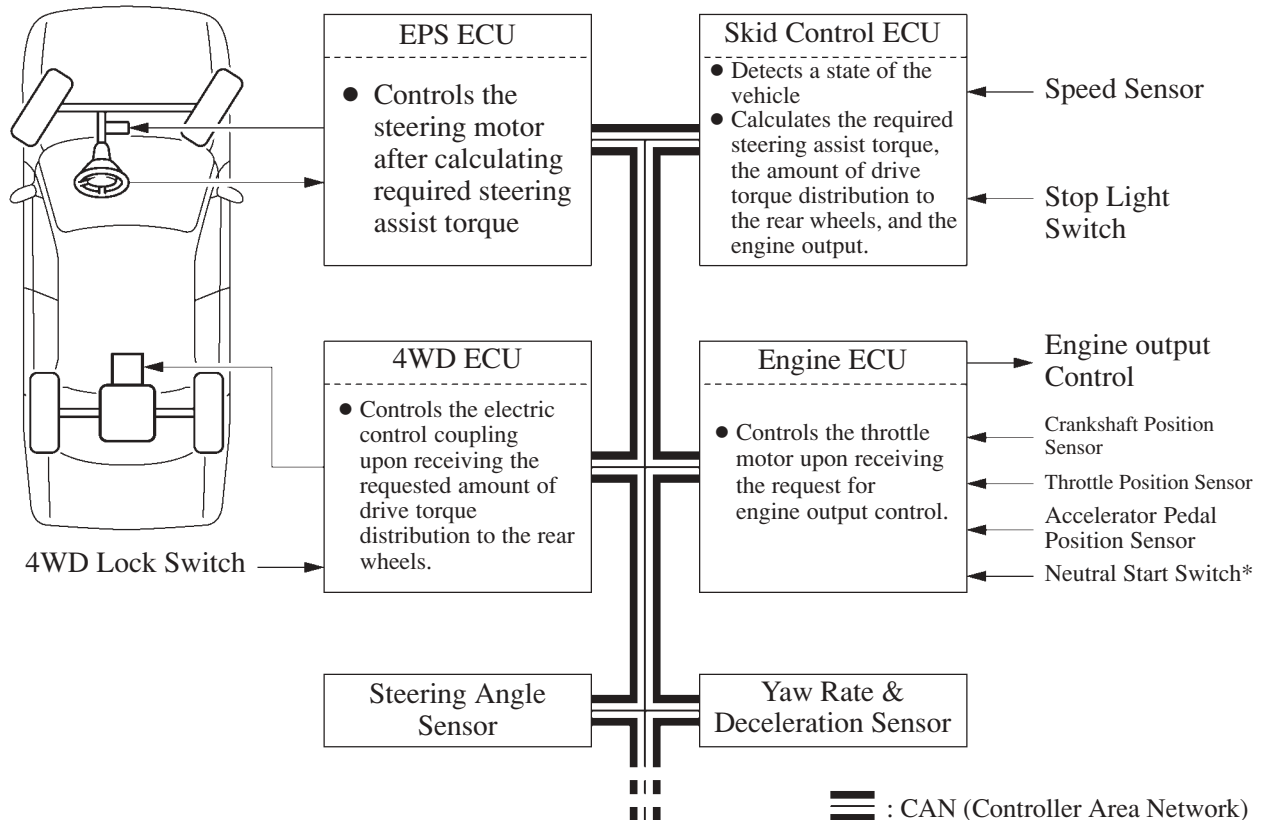 EPS ECU
● Controls the
steering motor
after calculating
required steering
assist torque
Skid Control ECU
● Detects a state of the
vehicle
● Calculates the required
steering assist torque,
the amount of drive
torque distribution to
the rear wheels, and the
engine output.
Speed Sensor
Stop Light
Switch
4WD ECU
● Controls the electric
control coupling
upon receiving the
requested amount of
drive torque
distribution to the rear
wheels.
4WD Lock Switch
Engine ECU
● Controls the throttle
motor upon receiving
the request for
engine output control.
Engine output
Control
Crankshaft Position
Sensor
Throttle Position Sensor
Accelerator Pedal
Position Sensor
Neutral Start Switch*
Steering Angle
Sensor
Yaw Rate &
Deceleration Sensor
: CAN (Controller Area Network)